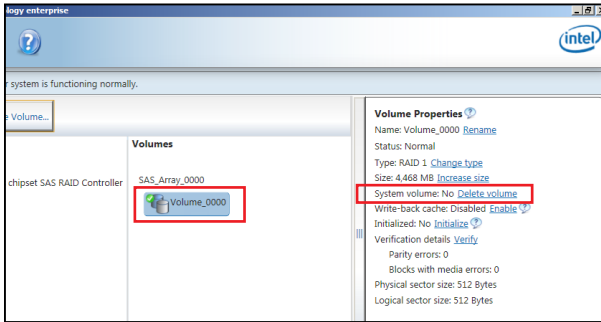 ology enterprise
intel
r system is functioning normally.
e Volume...
Volumes
chipset SAS RAID Controller
SAS_Array_0000
Volume_0000
Volume Properties
Name: Volume_0000 Rename
Status: Normal
Type: RAID 1 Change type
Size: 4,468 MB Increase size
System volume: No Delete volume
Write-back cache: Disabled Enable
Initialized: No Initialize
Verification details Verify
Parity errors: 0
Blocks with media errors: 0
Physical sector size: 512 Bytes
Logical sector size: 512 Bytes